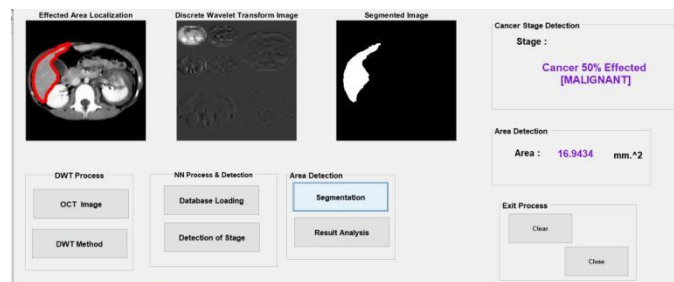 Effected Area Localization
Discrete Wavelet Transform Image
Segmented Image
Cancer Stage Detection
Stage :
Cancer 50% Effected
[MALIGNANT]
Area Detection
Area : 16.9434 mm.^2
DWT Process
OCT Image
DWT Method
NN Process & Detection
Database Loading
Detection of Stage
Area Detection
Segmentation
Result Analysis
Exit Process
Clear
Close